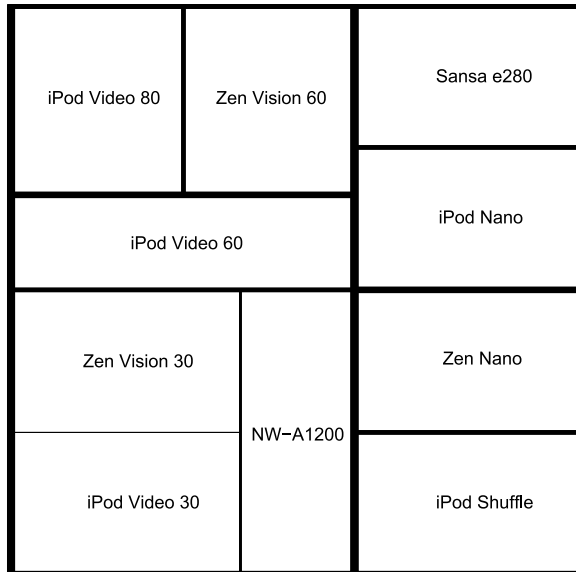 iPod Video 80
Zen Vision 60
Sansa e280
iPod Video 60
iPod Nano
Zen Vision 30
NW−A1200
Zen Nano
iPod Video 30
iPod Shuffle